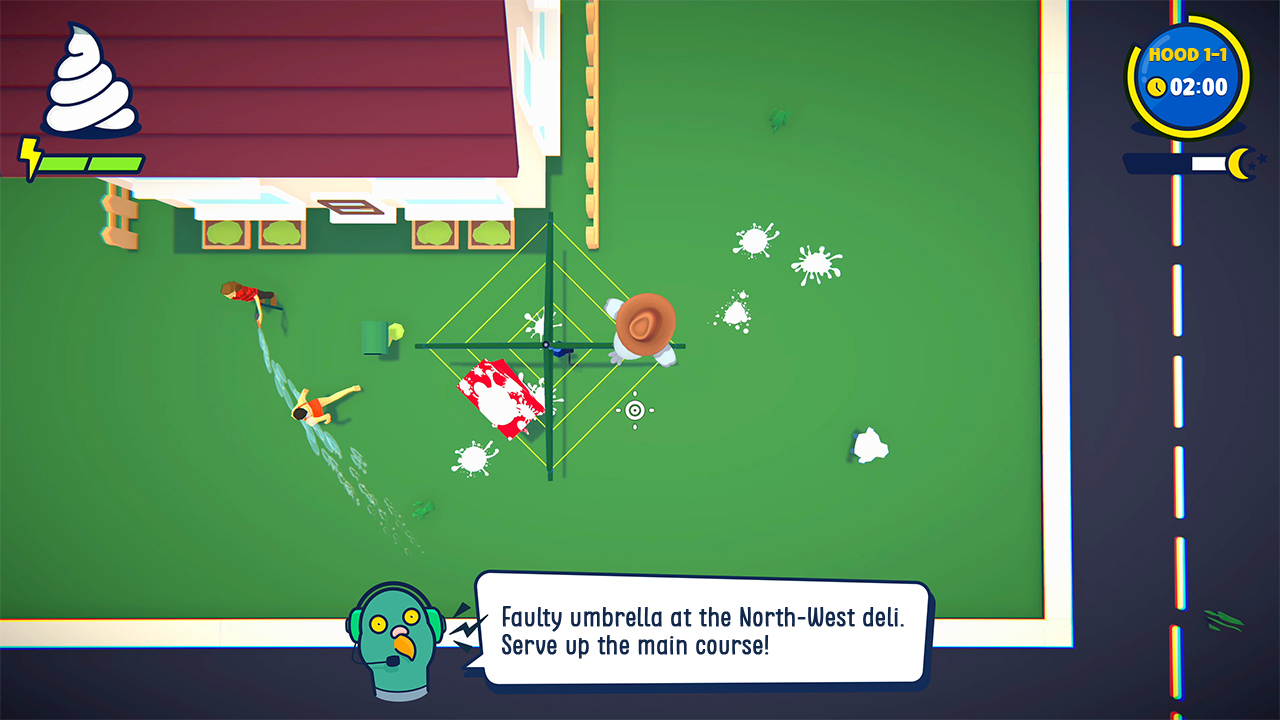 HOOD 1-1
02:00
Faulty umbrella at the North-West deli.
Serve up the main course!